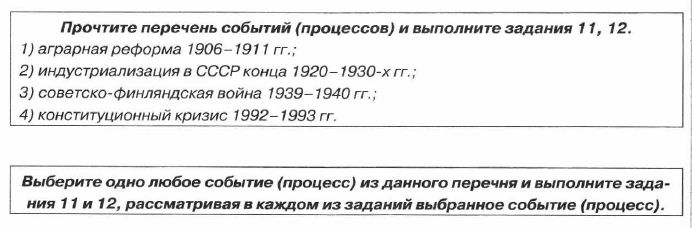 Прочтите перечень событий (процессов) и выполните задания 11, 12.
1) аграрная реформа 1906–1911 гг.;
2) индустриализация в СССР конца 1920–1930-х гг.;
3) советско-финляндская война 1939–1940 гг.;
4) конституционный кризис 1992–1993 гг.
Выберите одно любое событие (процесс) из данного перечня и выполните зада-
ния 11 и 12, рассматривая в каждом из заданий выбранное событие (процесс).